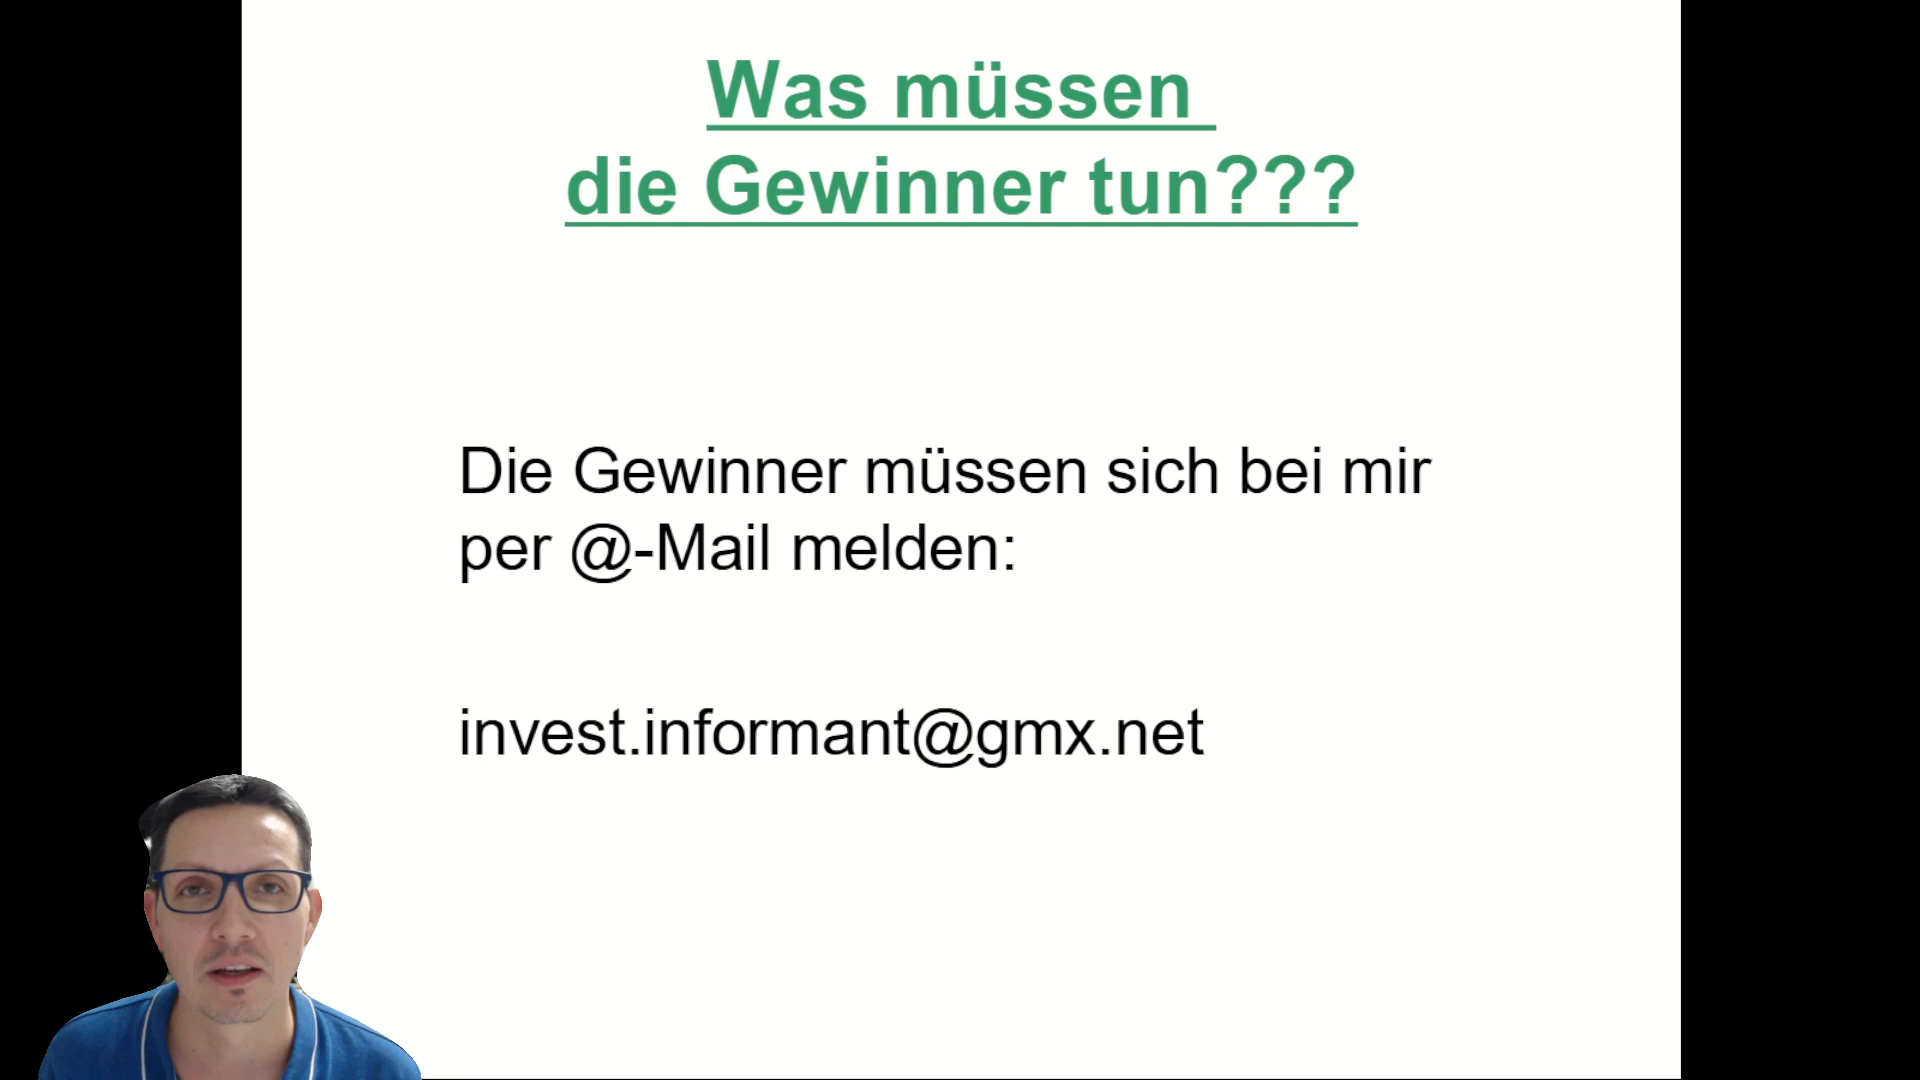 Was müssen
die Gewinner tun???
Die Gewinner müssen sich bei mir
per @-Mail melden:
invest.informant@gmx.net